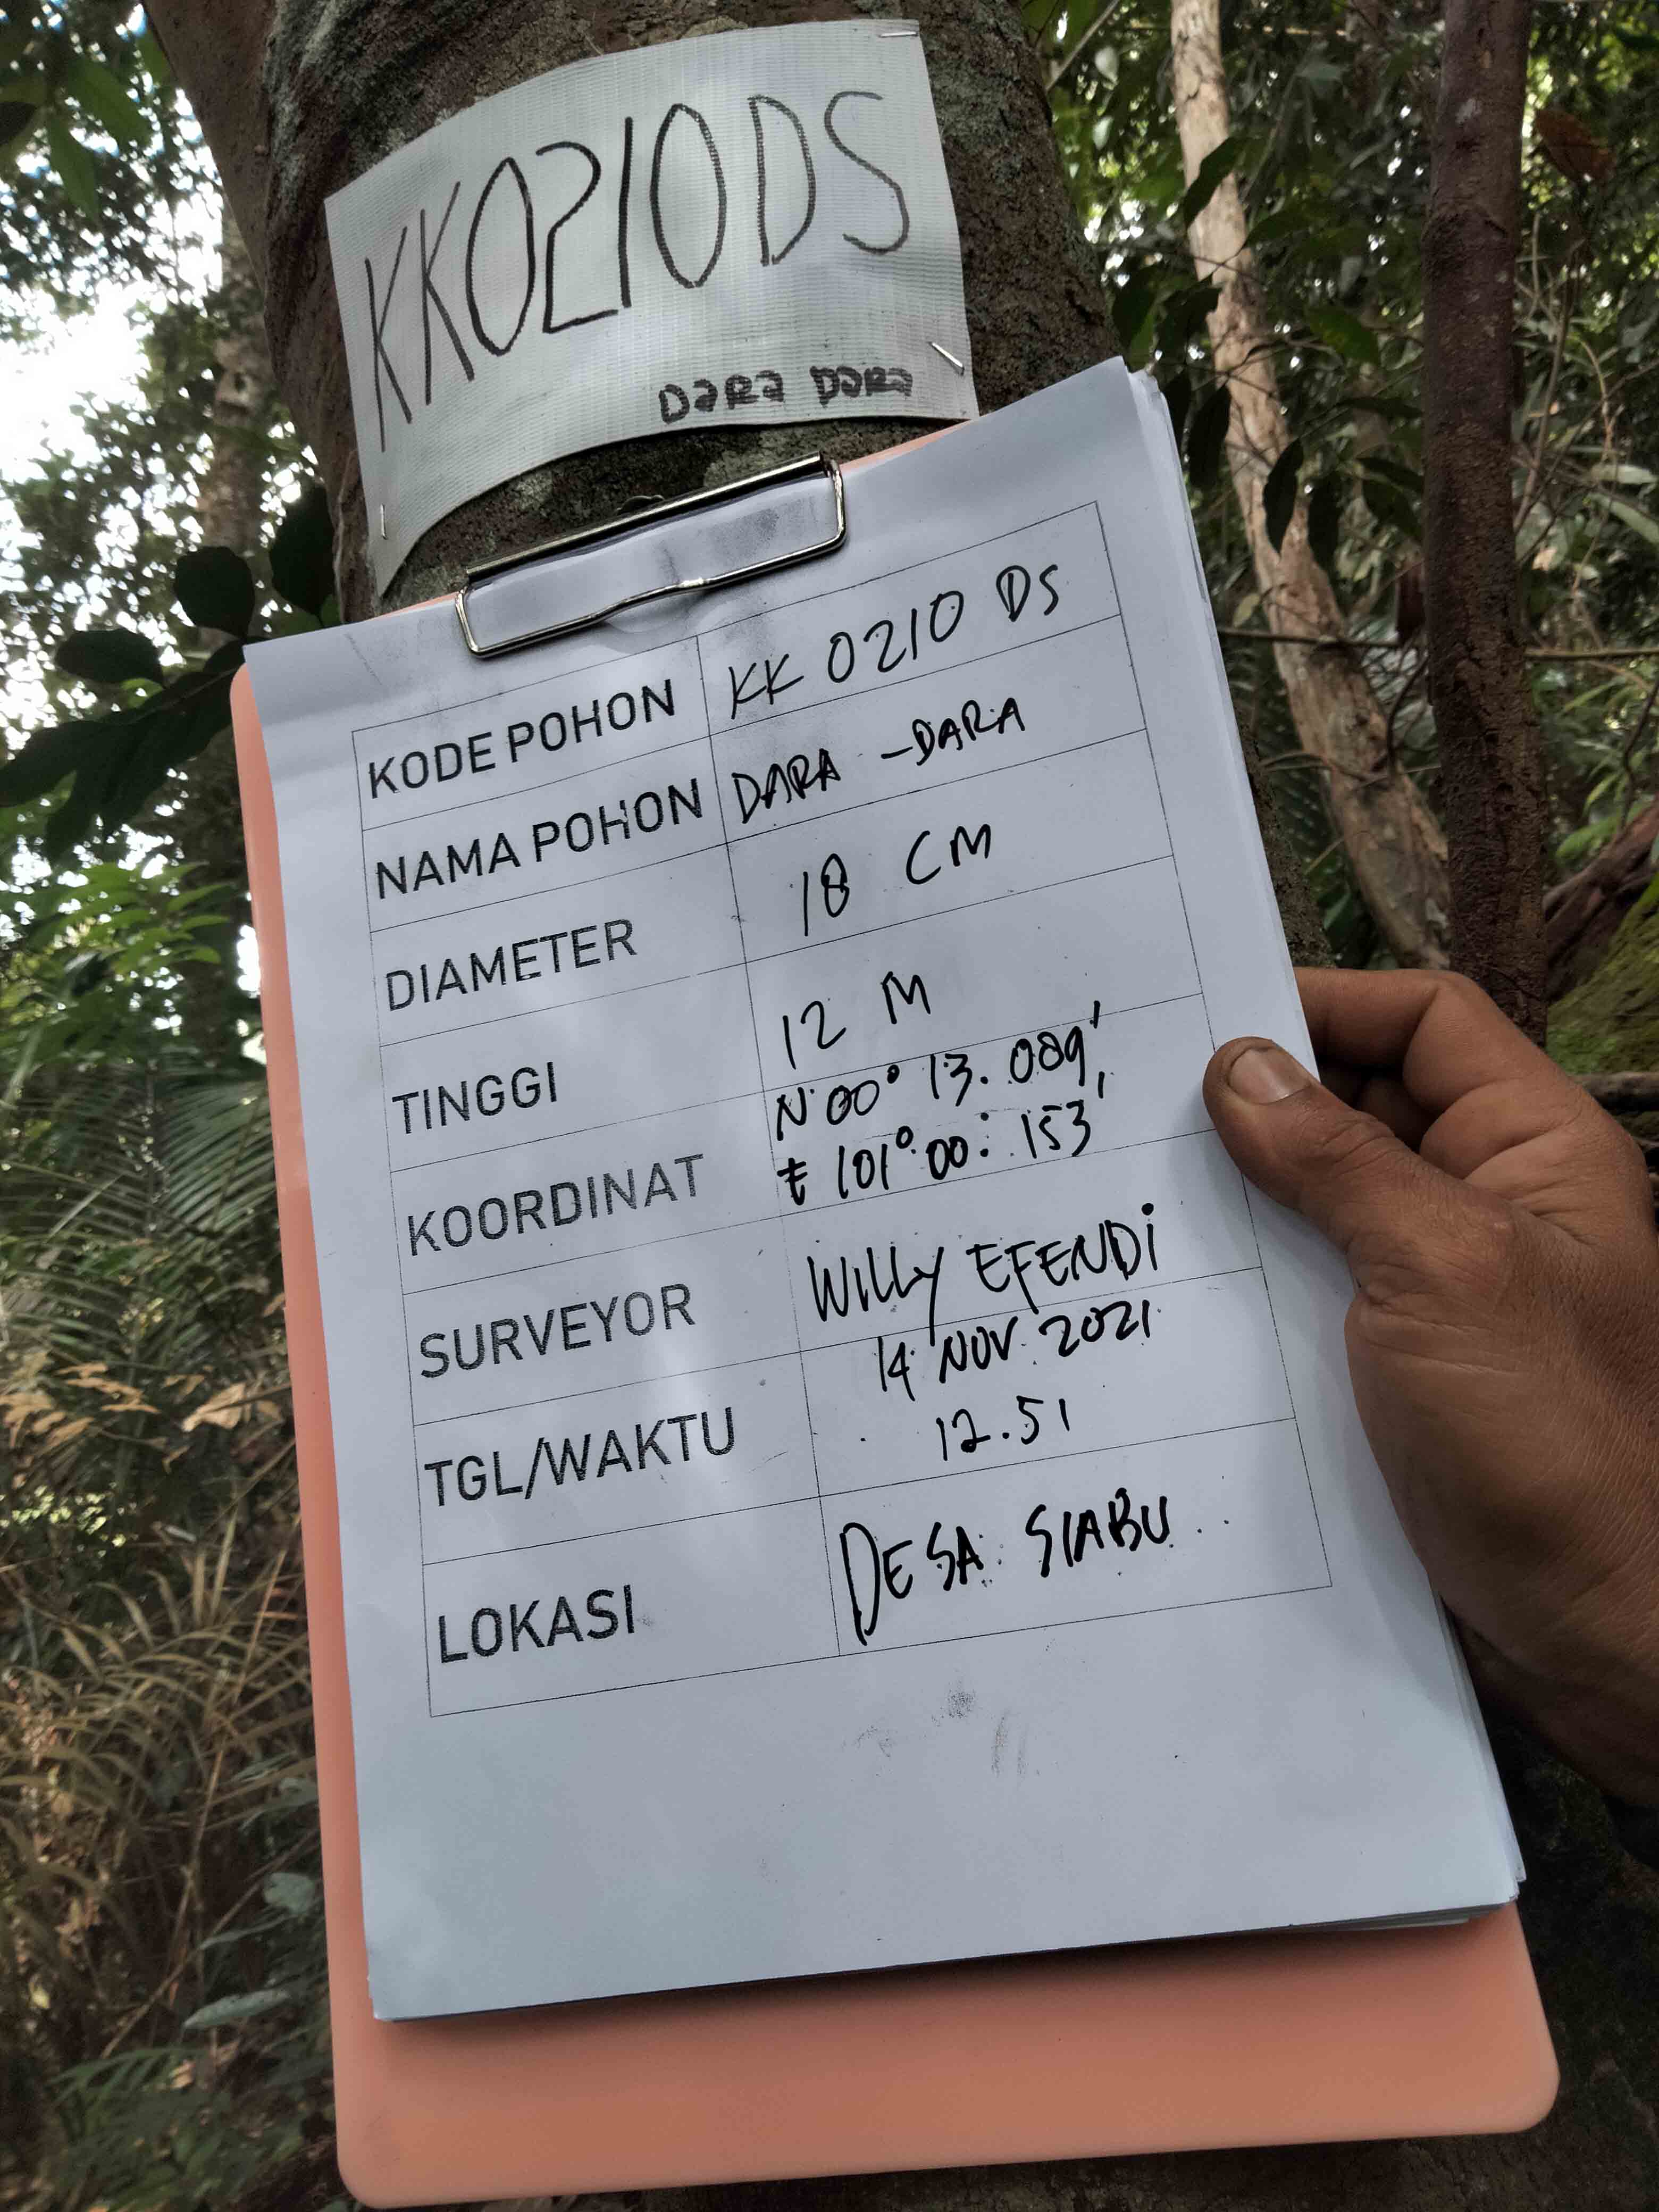 KK0210DS
DARA DARA
KODE POHON KK 0210 DS
NAMA POHON DARA -DARA
DIAMETER 18 CM
TINGGI 12 M
KOORDINAT N 00° 13. 089'
E 101° 00: 153'
SURVEYOR WILLY EFENDI
TGL/WAKTU 14 NOV 2021
12.51
LOKASI DESA SIABU